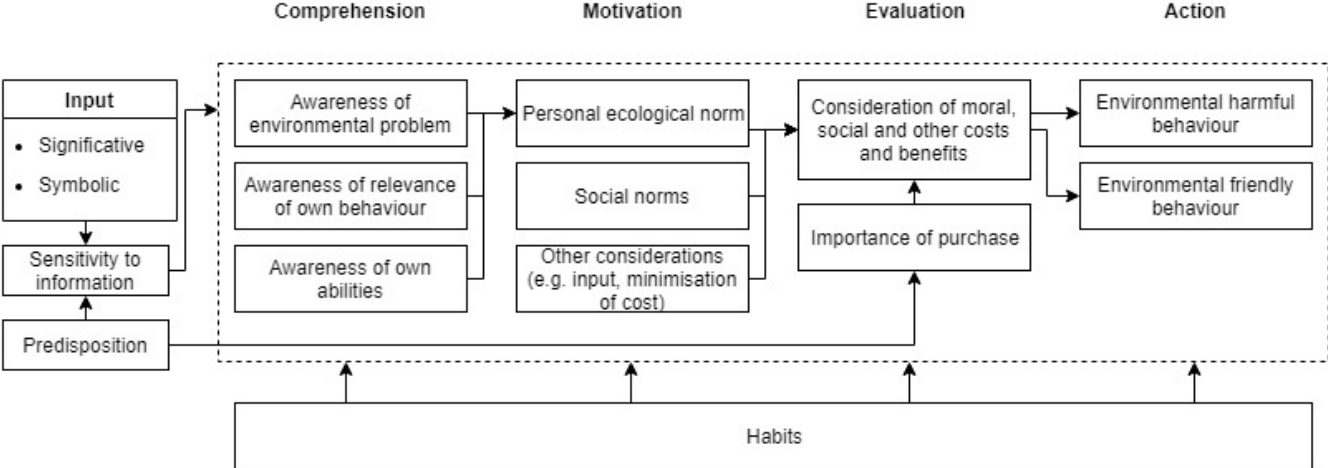 Comprehension
Motivation
Evaluation
Action
Input
• Significative
• Symbolic
Sensitivity to
information
Predisposition
Awareness of
environmental problem
Awareness of relevance
of own behaviour
Awareness of own
abilities
Personal ecological norm
Social norms
Other considerations
(e.g. input, minimisation
of cost)
Consideration of moral,
social and other costs
and benefits
Importance of purchase
Environmental harmful
behaviour
Environmental friendly
behaviour
Habits